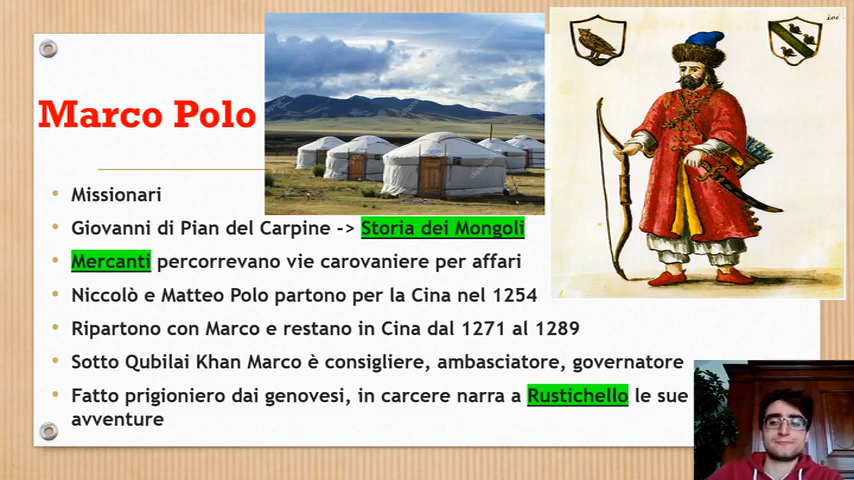 Marco Polo
Missionari
Giovanni di Pian del Carpine -> Storia dei Mongoli
Mercanti percorrevano vie carovaniere per affari
Niccolò e Matteo Polo partono per la Cina nel 1254
Ripartono con Marco e restano in Cina dal 1271 al 1289
Sotto Qubilai Khan Marco è consigliere, ambasciatore, governatore
Fatto prigioniero dai genovesi, in carcere narra a Rustichello le sue
avventure